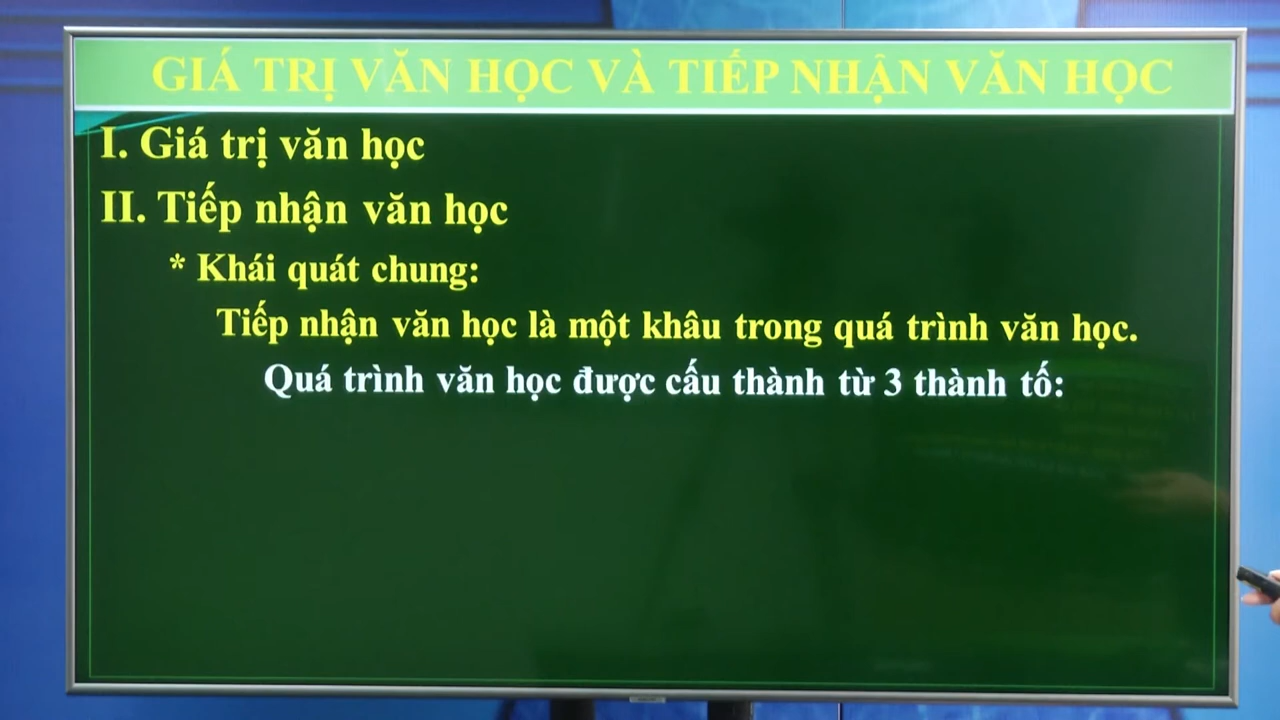 GIÁ TRỊ VĂN HỌC VÀ TIẾP NHẬN VĂN HỌC
I. Giá trị văn học
II. Tiếp nhận văn học
* Khái quát chung:
Tiếp nhận văn học là một khâu trong quá trình văn học.
Quá trình văn học được cấu thành từ 3 thành tố: